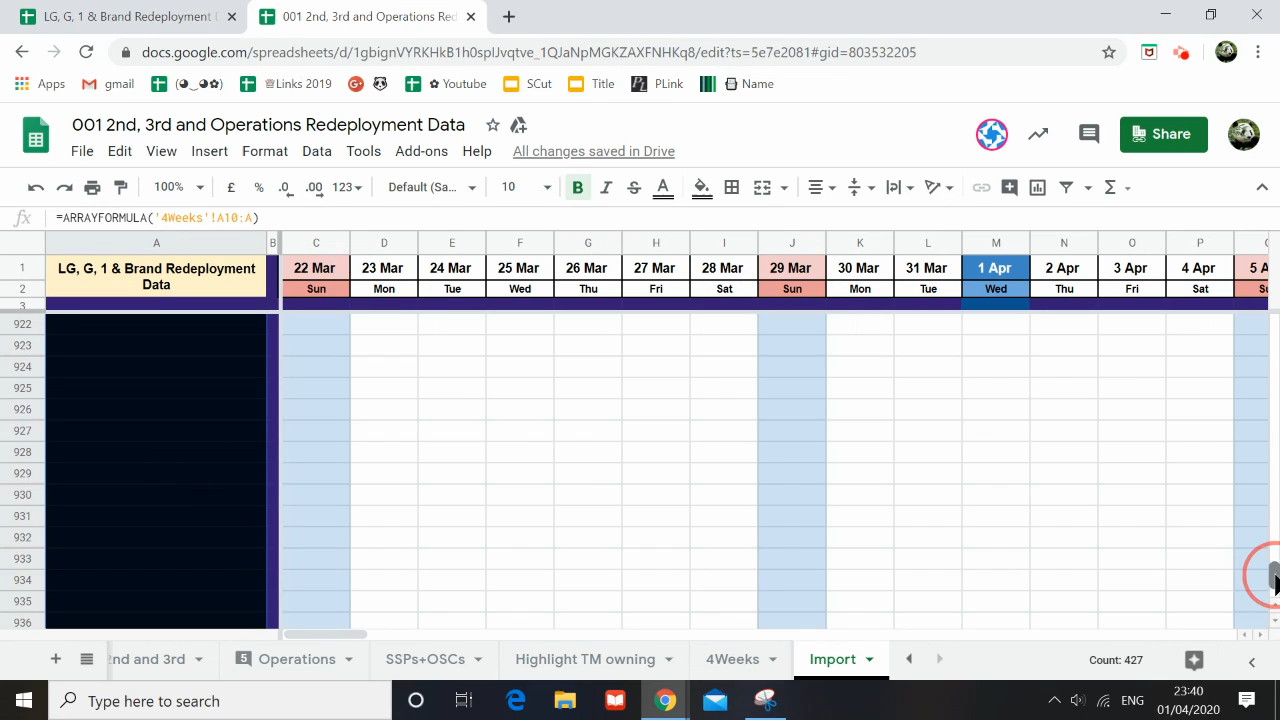 LG, G, 1 & Brand Redeployment
001 2nd, 3rd and Operations Red
docs.google.com/spreadsheets/d/1gbignVYRKHkB1h0spIJvqtve_1QJaNpMGKZAXFNHKq8/edit?ts=5e7e2081#gid=803532205
Apps gmail (◕‿◕✿) ♕Links 2019 Youtube SCut Title PLink Name
001 2nd, 3rd and Operations Redeployment Data
Share
File Edit View Insert Format Data Tools Add-ons Help All changes saved in Drive
100% £ % .0 .00 123 Default (Sa... 10 B I S A Σ
fx =ARRAYFORMULA('4Weeks'!A10:A)
A B C D E F G H I J K L M N O P
1 LG, G, 1 & Brand Redeployment Data 22 Mar 23 Mar 24 Mar 25 Mar 26 Mar 27 Mar 28 Mar 29 Mar 30 Mar 31 Mar 1 Apr 2 Apr 3 Apr 4 Apr 5 A
2 Sun Mon Tue Wed Thu Fri Sat Sun Mon Tue Wed Thu Fri Sat Su
3
922
923
924
925
926
927
928
929
930
931
932
933
934
935
936
nd and 3rd 5 Operations SSPs+OSCs Highlight TM owning 4Weeks Import Count: 427
Type here to search ENG 23:40
01/04/2020